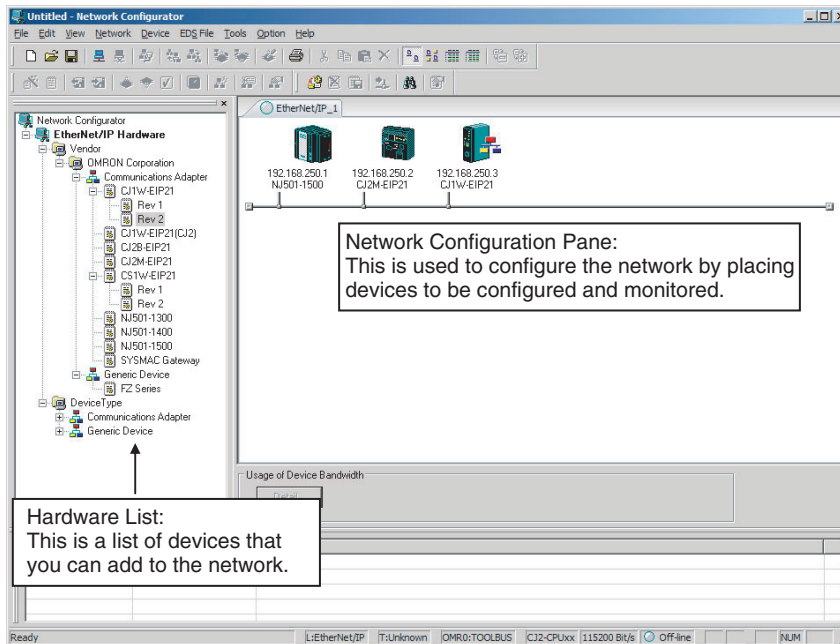 Untitled - Network Configurator
File Edit View Network Device EDS File Tools Option Help
Network Configurator
EtherNet/IP Hardware
Vendor
OMRON Corporation
Communications Adapter
CJ1W-EIP21
Rev 1
Rev 2
CJ1W-EIP21(CJ2)
CJ2B-EIP21
CJ2M-EIP21
CS1W-EIP21
Rev 1
Rev 2
NJ501-1300
NJ501-1400
NJ501-1500
SYSMAC Gateway
Generic Device
FZ Series
DeviceType
Communications Adapter
Generic Device
Hardware List:
This is a list of devices that
you can add to the network.
EtherNet/IP_1
192.168.250.1 192.168.250.2 192.168.250.3
NJ501-1500 CJ2M-EIP21 CJ1W-EIP21
Network Configuration Pane:
This is used to configure the network by placing
devices to be configured and monitored.
Usage of Device Bandwidth
Ready L:EtherNet/IP T:Unknown OMR0:TOOLBUS CJ2-CPUxx 115200 Bit/s Off-line NUM